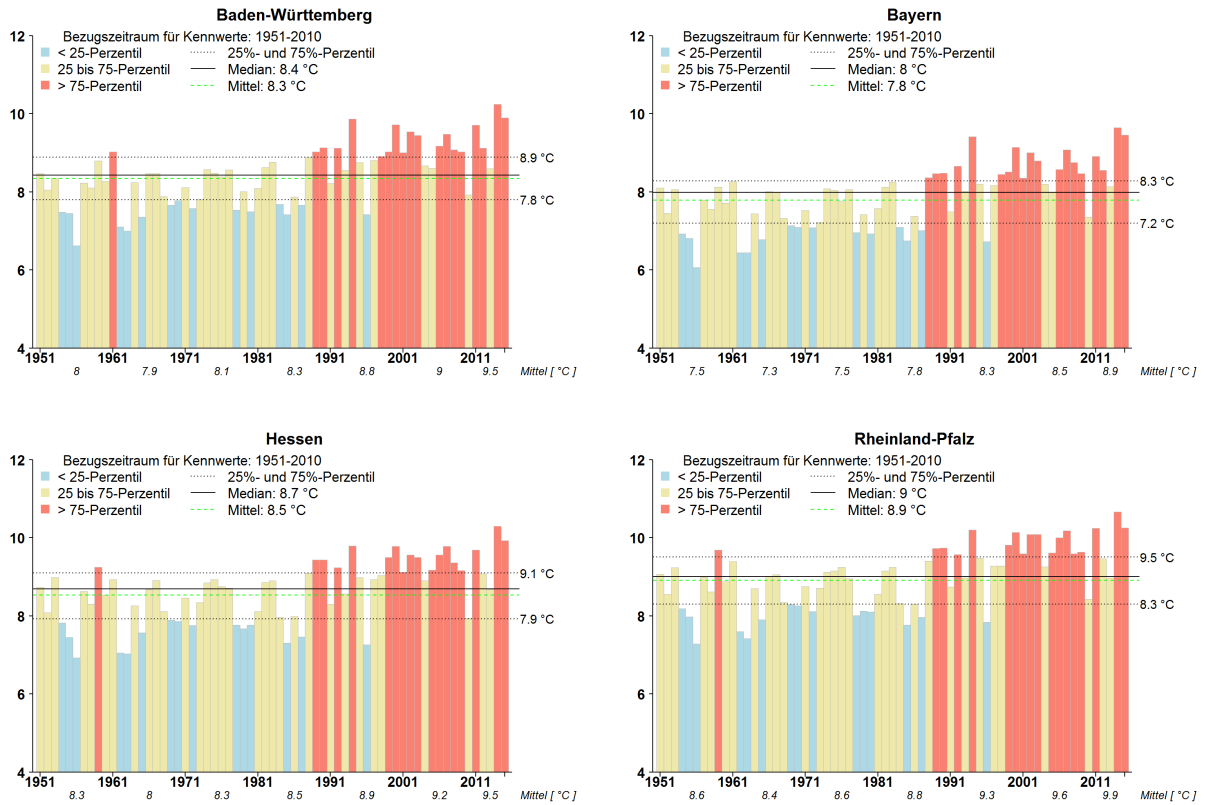 Baden-Württemberg
Bezugszeitraum für Kennwerte: 1951-2010
< 25-Perzentil 25%- und 75%-Perzentil
25 bis 75-Perzentil Median: 8.4 °C
> 75-Perzentil Mittel: 8.3 °C
12
10
8
6
4
8.9 °C
7.8 °C
1951 1961 1971 1981 1991 2001 2011
8 7.9 8.1 8.3 8.8 9 9.5 Mittel [ °C ]
Bayern
Bezugszeitraum für Kennwerte: 1951-2010
< 25-Perzentil 25%- und 75%-Perzentil
25 bis 75-Perzentil Median: 8 °C
> 75-Perzentil Mittel: 7.8 °C
12
10
8
6
4
8.3 °C
7.2 °C
1951 1961 1971 1981 1991 2001 2011
7.5 7.3 7.5 7.8 8.3 8.5 8.9 Mittel [ °C ]
Hessen
Bezugszeitraum für Kennwerte: 1951-2010
< 25-Perzentil 25%- und 75%-Perzentil
25 bis 75-Perzentil Median: 8.7 °C
> 75-Perzentil Mittel: 8.5 °C
12
10
8
6
4
9.1 °C
7.9 °C
1951 1961 1971 1981 1991 2001 2011
8.3 8 8.3 8.5 8.9 9.2 9.5 Mittel [ °C ]
Rheinland-Pfalz
Bezugszeitraum für Kennwerte: 1951-2010
< 25-Perzentil 25%- und 75%-Perzentil
25 bis 75-Perzentil Median: 9 °C
> 75-Perzentil Mittel: 8.9 °C
12
10
8
6
4
9.5 °C
8.3 °C
1951 1961 1971 1981 1991 2001 2011
8.6 8.4 8.6 8.8 9.3 9.6 9.9 Mittel [ °C ]